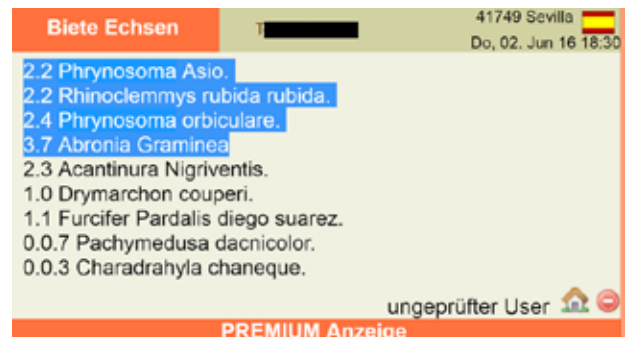 Biete Echsen
41749 Sevilla
Do, 02. Jun 16 18:30
2.2 Phrynosoma Asio.
2.2 Rhinoclemmys rubida rubida.
2.4 Phrynosoma orbiculare.
3.7 Abronia Graminea
2.3 Acantinura Nigriventis.
1.0 Drymarchon couperi.
1.1 Furcifer Pardalis diego suarez.
0.0.7 Pachymedusa dacnicolor.
0.0.3 Charadrahyla chaneque.
ungeprüfter User
PREMIUM Anzeige